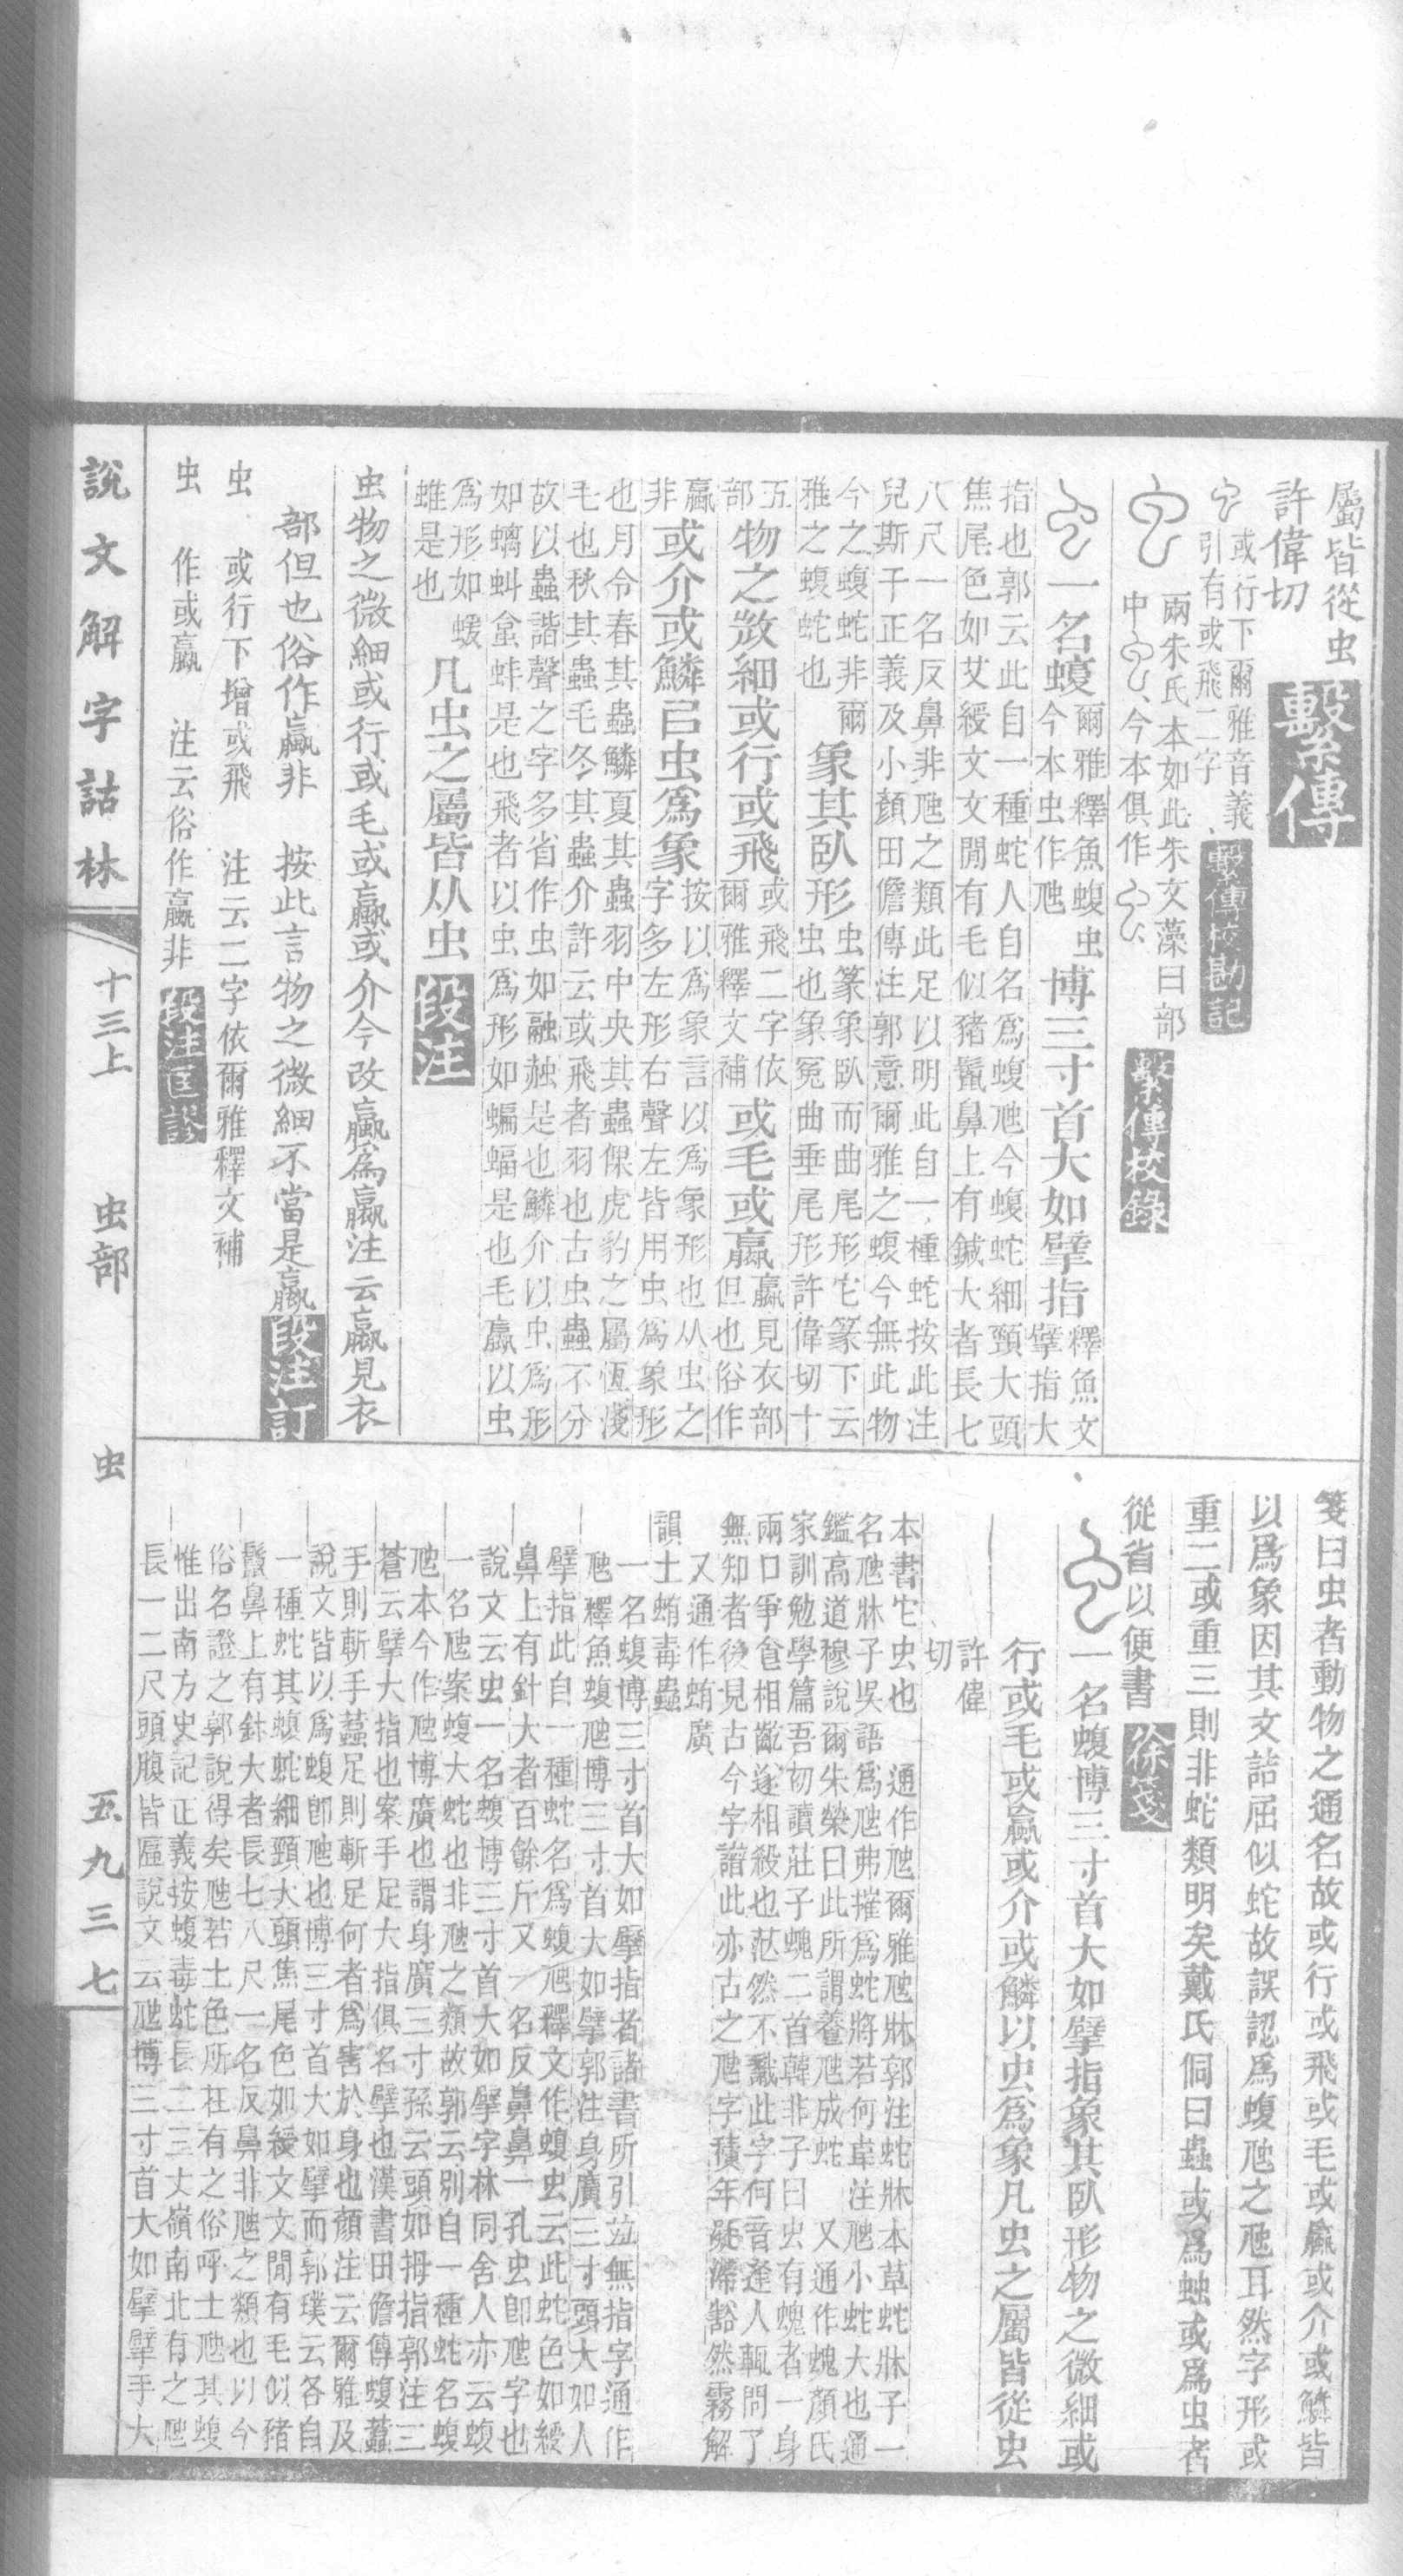 屬皆從虫
許偉切
繫傳
或行下爾雅音義
引有或飛二字
繫傳校勘記
兩朱氏本如此朱文藻曰部
中今本俱作
繫傳校錄
一名蝮
爾雅釋魚蝮虫
今本虫作虺
博三寸首大如擘指
釋魚文
擘指大
指也郭云此自一種蛇人自名爲蝮虺今蝮蛇細頸大頭
焦尾色如艾綬文文閒有毛似豬鬣鼻上有鍼大者長七
八尺一名反鼻非虺之類此足以明此自一種蛇按此注
兒斯干正義及小顏田儋傳注郭意爾雅之蝮今無此物
今之蝮蛇非爾
雅之蝮蛇也
象其臥形
虫篆象臥而曲尾形它篆下云
虫也象冤曲垂尾形許偉切十
五
部
物之㣲細或行或飛
或飛二字依
爾雅釋文補
或毛或蠃
蠃見衣部
但也俗作
蠃
非
或介或鱗㠯虫爲象
按以爲象言以爲象形也从虫之
字多左形右聲左皆用虫爲象形
也月令春其蟲鱗夏其蟲羽中央其蟲倮虎豹之屬恆淺
毛也秋其蟲毛冬其蟲介許云或飛者羽也古虫蟲不分
故以蟲諧聲之字多省作虫如融赨是也鱗介以虫爲形
如螭虯蚺蚌是也飛者以虫爲形如蝙蝠是也毛蠃以虫
爲形如蝯
蜼是也
凡虫之屬皆从虫
段注
虫物之微細或行或毛或蠃或介今改蠃爲蠃注云蠃見衣
部但也俗作蠃非　按此言物之微細不當是蠃
段注訂
虫　或行下增或飛　注云二字依爾雅釋文補
虫　作或蠃　注云俗作蠃非
段注匡謬
說文解字詁林
十三上
虫部
虫
五九三七
箋曰虫者動物之通名故或行或飛或毛或蠃或介或鱗皆
以爲象因其文詰屈似蛇故誤認爲蝮虺之虺耳然字形或
重二或重三則非蛇類明矣戴氏侗曰蟲或爲䖵或爲虫者
從省以便書
徐箋
一名蝮博三寸首大如擘指象其臥形物之微細或
行或毛或蠃或介或鱗以虫爲象凡虫之屬皆從虫
許偉
切
本書它虫也　通作虺爾雅虺牀郭注蛇牀本草蛇牀子一
名虺牀子吳語爲虺弗摧爲蛇將若何韋注虺小蛇大也通
鑑高道穆說爾朱榮曰此所謂養虺成蛇　又通作螝顏氏
家訓勉學篇吾初讀莊子螝二首韓非子曰虫有螝者一身
兩口爭食相齕遂相殺也茫然不識此字何音逢人輒問了
無知者後見古今字譜此亦古之虺字積年疑滯豁然霧解
又通作蛕廣
韻土蛕毒蟲
一名蝮博三寸首大如擘指者諸書所引竝無指字通作
虺釋魚蝮虺博三寸首大如擘郭注身廣三寸頭大如人
擘指此自一種蛇名爲蝮虺釋文作蝮虫云此蛇色如綬
鼻上有針大者百餘斤又一名反鼻鼻一孔虫卽虺字也
說文云虫一名蝮博三寸首大如擘字林同舍人亦云蝮
一名虺案蝮大蛇也非虺之類故郭云別自一種蛇名蝮
虺本今作虺博廣也謂身廣三寸孫云頭如拇指郭注三
蒼云擘大指也案手足大指俱名擘也漢書田儋傳蝮蠚
手則斬手蠚足則斬足何者爲害於身也顏注云爾雅及
說文皆以爲蝮卽虺也博三寸首大如擘而郭璞云各自
一種蛇其蝮蛇細頸大頭焦尾色如綬文文閒有毛似豬
鬣鼻上有針大者長七八尺一名反鼻非虺之類也以今
俗名證之郭說得矣虺若土色所在有之俗呼土虺其蝮
惟出南方史記正義按蝮毒蛇長二三丈嶺南北有之虺
長一二尺頭腹皆匾說文云虺博三寸首大如擘擘手大